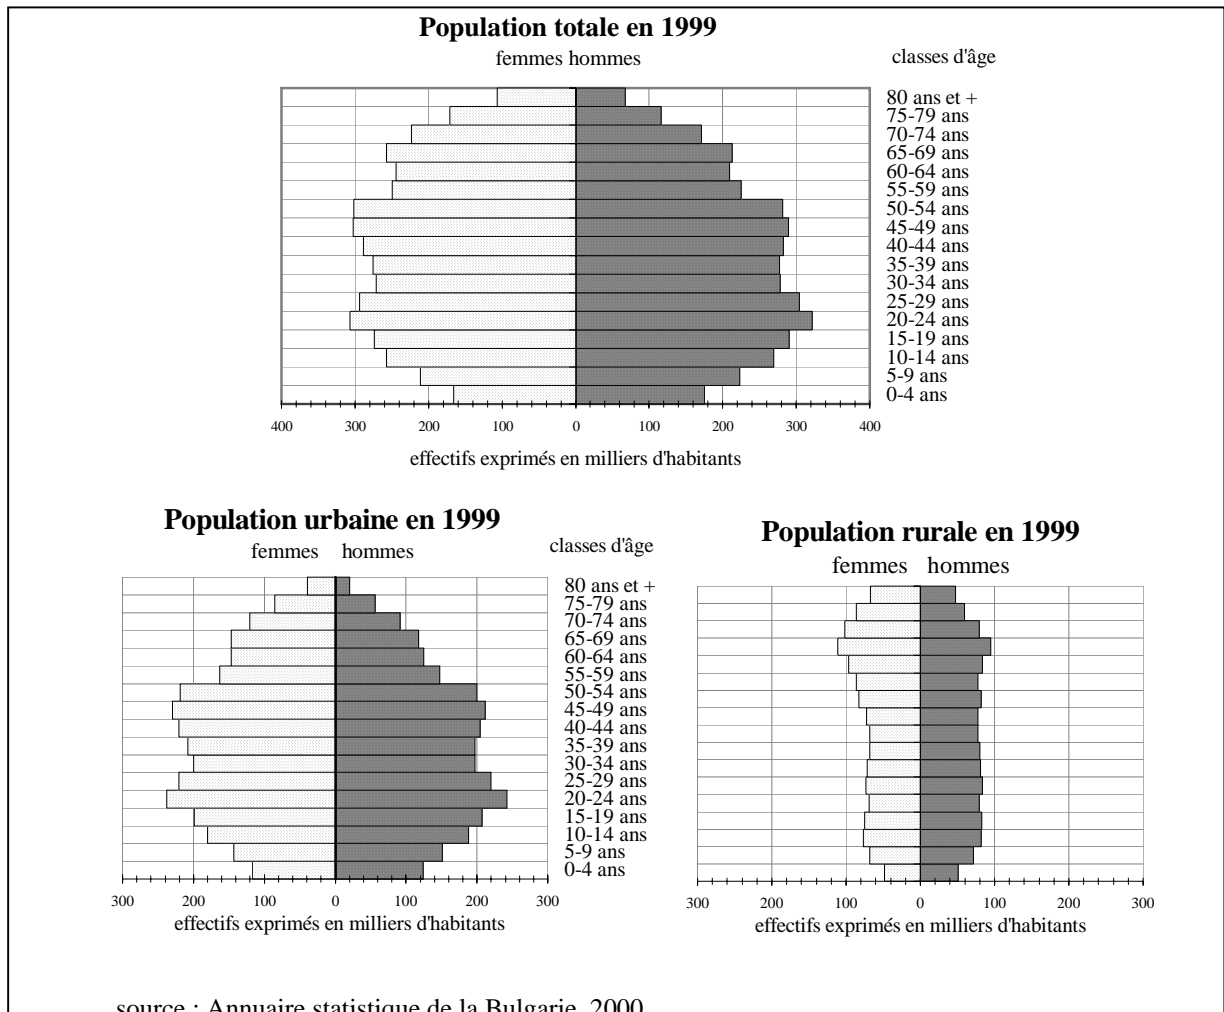 Population totale en 1999
femmes hommes
classes d'âge
80 ans et +
75-79 ans
70-74 ans
65-69 ans
60-64 ans
55-59 ans
50-54 ans
45-49 ans
40-44 ans
35-39 ans
30-34 ans
25-29 ans
20-24 ans
15-19 ans
10-14 ans
5-9 ans
0-4 ans
400 300 200 100 0 100 200 300 400
effectifs exprimés en milliers d'habitants
Population urbaine en 1999
femmes hommes
classes d'âge
80 ans et +
75-79 ans
70-74 ans
65-69 ans
60-64 ans
55-59 ans
50-54 ans
45-49 ans
40-44 ans
35-39 ans
30-34 ans
25-29 ans
20-24 ans
15-19 ans
10-14 ans
5-9 ans
0-4 ans
300 200 100 0 100 200 300
effectifs exprimés en milliers d'habitants
Population rurale en 1999
femmes hommes
300 200 100 0 100 200 300
effectifs exprimés en milliers d'habitants
source : Annuaire statistique de la Bulgarie, 2000